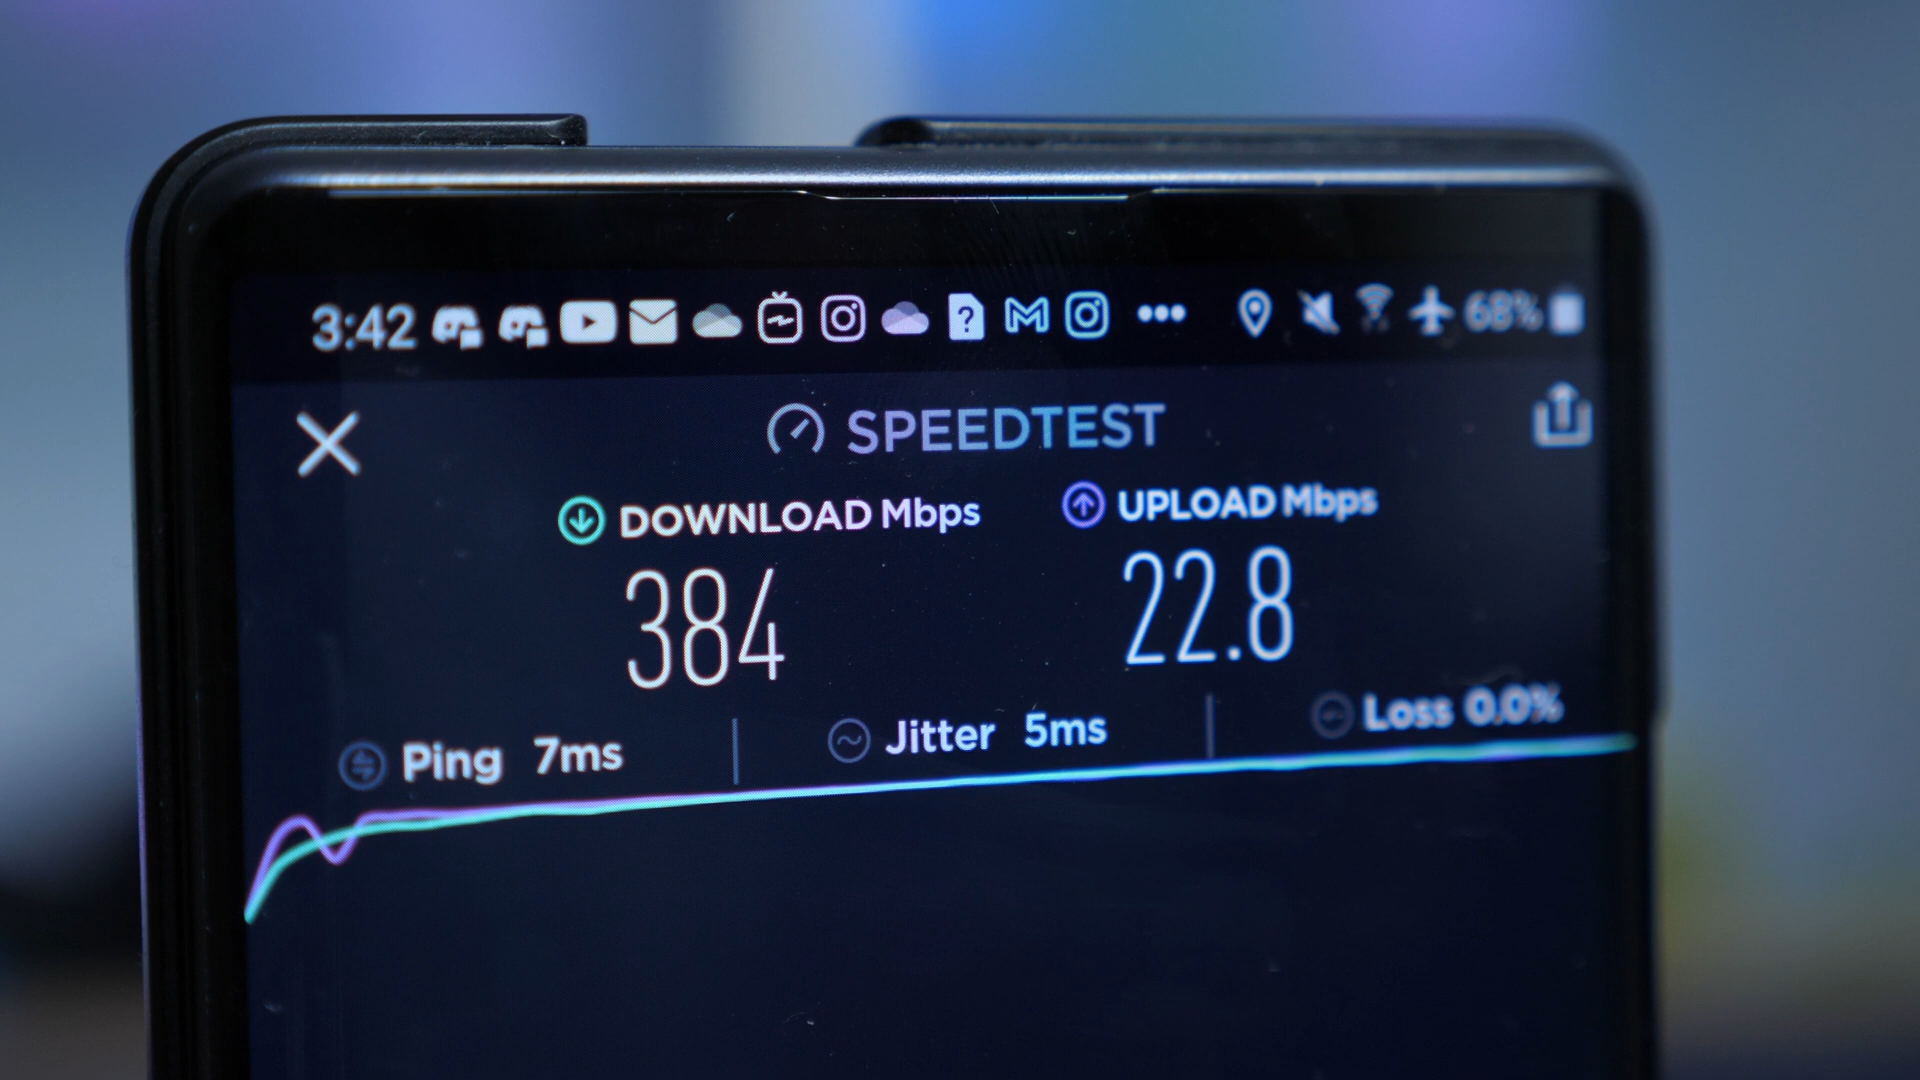 3:42 68%
SPEEDTEST
DOWNLOAD Mbps UPLOAD Mbps
384 22.8
Ping 7ms Jitter 5ms Loss 0.0%